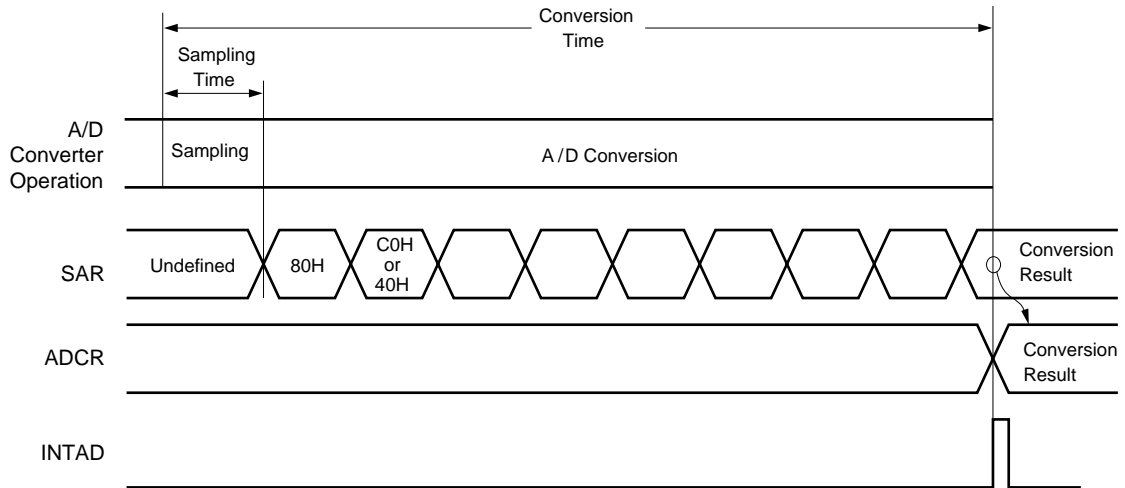 Conversion
Time
Sampling
Time
A/D
Converter
Operation
Sampling
A/D Conversion
SAR
Undefined
80H
C0H
or
40H
Conversion
Result
ADCR
Conversion
Result
INTAD